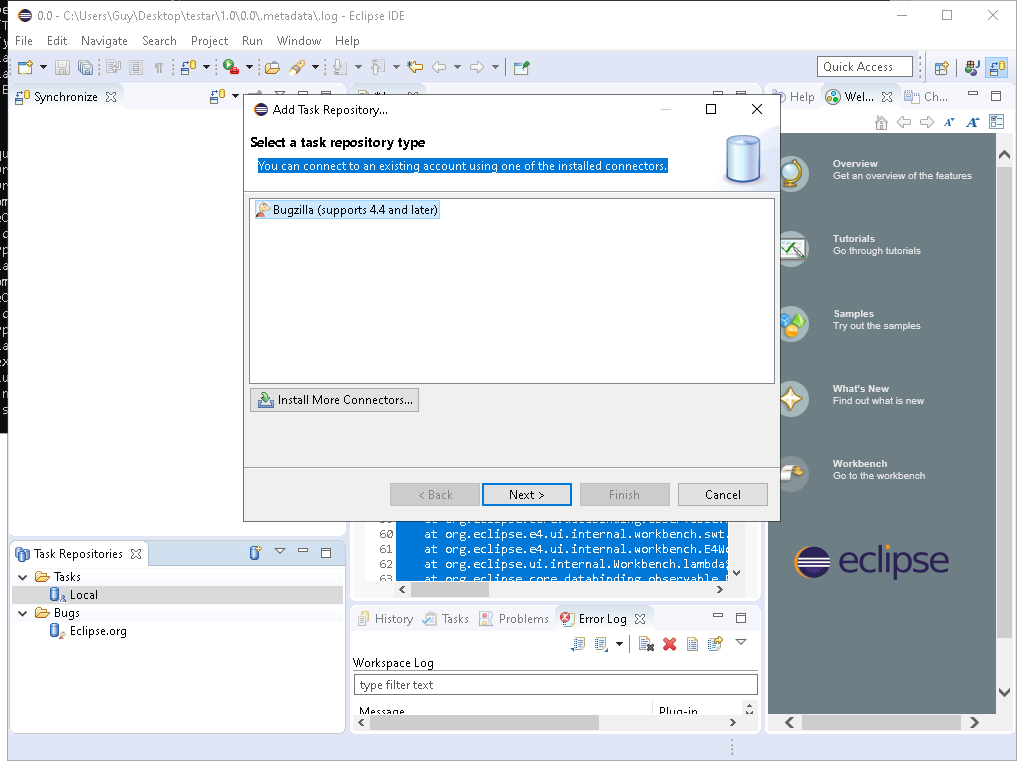 0.0 - C:\Users\Guy\Desktop\testar\1.0\0.0\.metadata\.log - Eclipse IDE
File Edit Navigate Search Project Run Window Help
Quick Access
Synchronize
Help Wel... Ch...
Add Task Repository...
Select a task repository type
You can connect to an existing account using one of the installed connectors.
Bugzilla (supports 4.4 and later)
Install More Connectors...
< Back Next > Finish Cancel
Overview
Get an overview of the features
Tutorials
Go through tutorials
Samples
Try out the samples
What's New
Find out what is new
Workbench
Go to the workbench
eclipse
60 at org.eclipse.e4.ui.internal.workbench.swt.
61 at org.eclipse.e4.ui.internal.workbench.E4Wo
62 at org.eclipse.ui.internal.Workbench.lambda$
63 at org.eclipse.core.databinding.observable.
Task Repositories
Tasks
Local
Bugs
Eclipse.org
History Tasks Problems Error Log
Workspace Log
type filter text
Message Plug-in